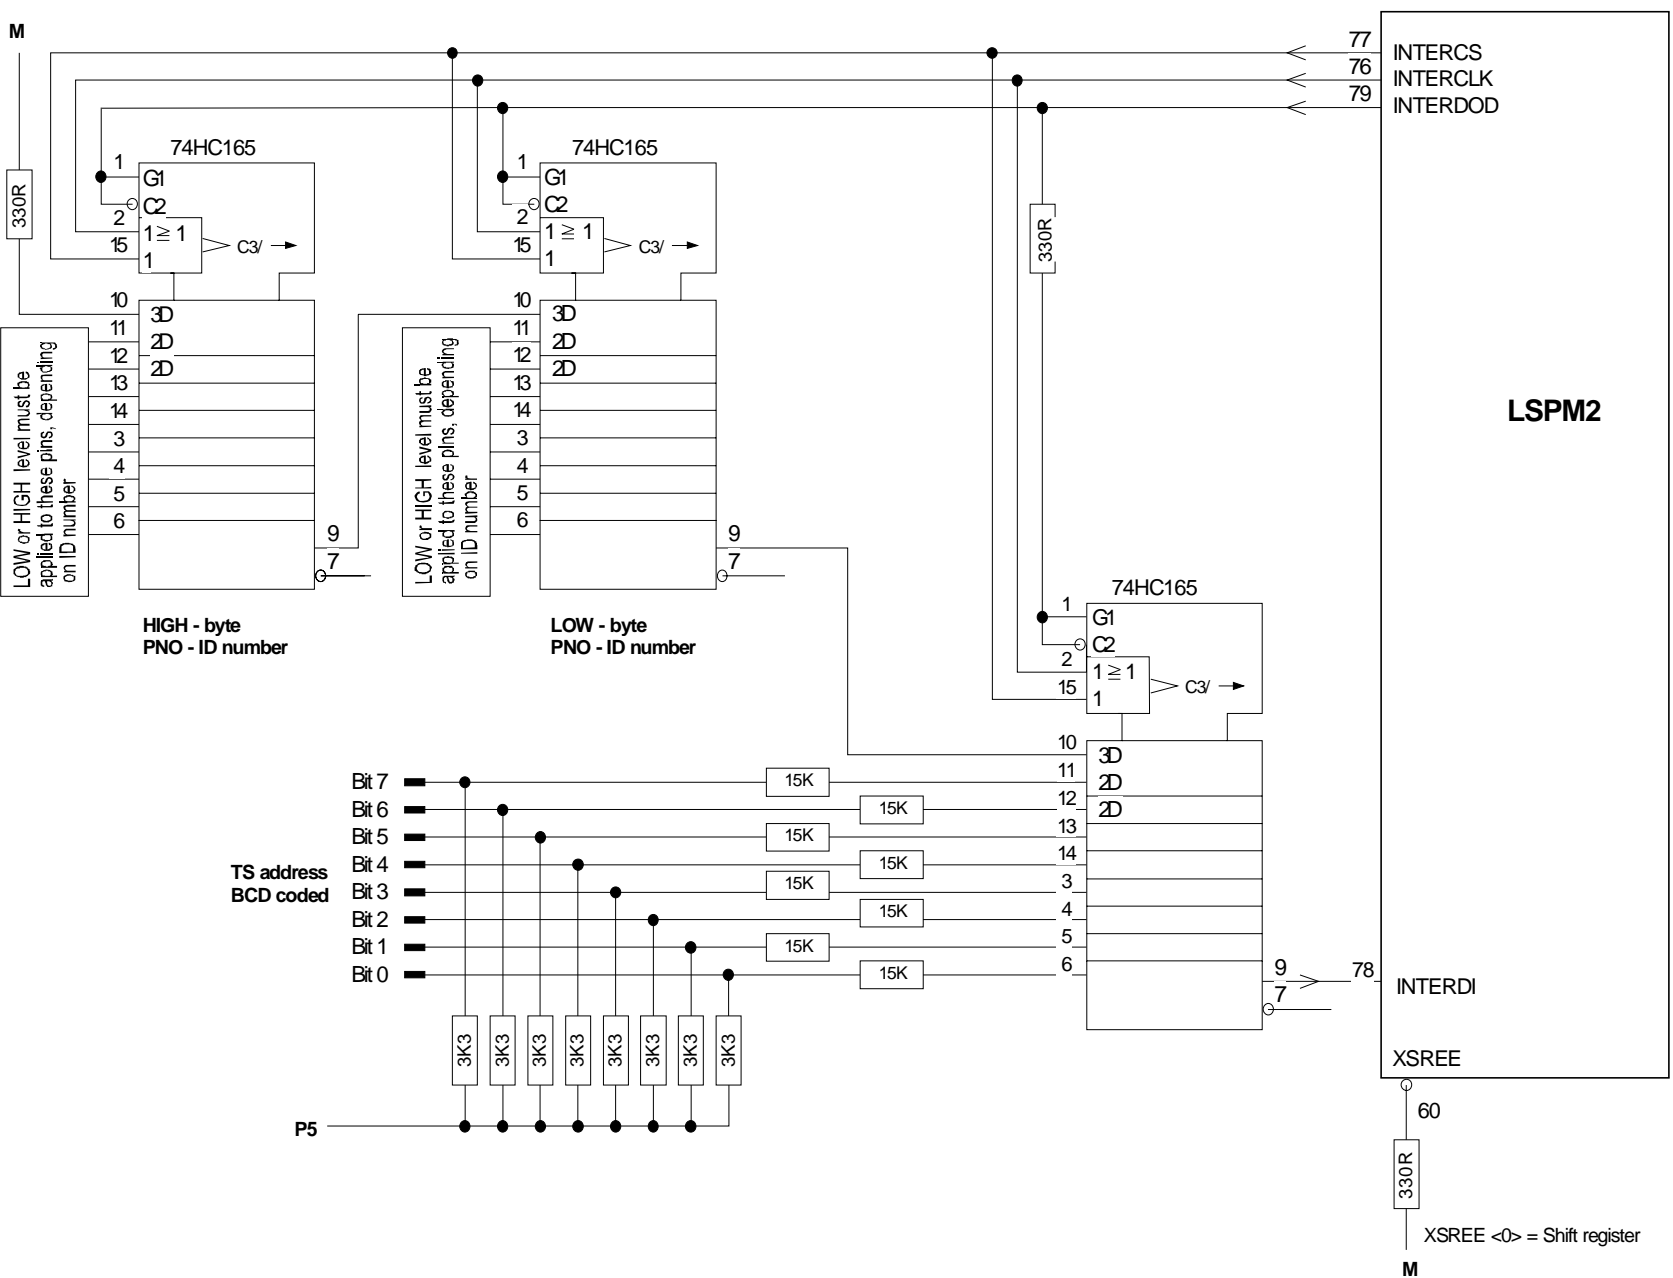 M
77
INTERCS
76
INTERCLK
79
INTERDOD
330R
74HC165
1
G1
C2
2
1 ≥ 1
15
1
C3/
10
3D
11
2D
12
2D
13
14
3
4
5
6
9
7
LOW or HIGH level must be
applied to these pins, depending
on ID number
HIGH - byte
PNO - ID number
74HC165
1
G1
C2
2
1 ≥ 1
15
1
C3/
10
3D
11
2D
12
2D
13
14
3
4
5
6
9
7
LOW or HIGH level must be
applied to these pIns, depending
on ID number
LOW - byte
PNO - ID number
330R
LSPM2
74HC165
1
G1
C2
2
1 ≥ 1
15
1
C3/
10
3D
11
2D
12
2D
13
14
3
4
5
6
9
7
78
INTERDI
XSREE
60
330R
XSREE <0> = Shift register
M
TS address
BCD coded
Bit 7
15K
Bit 6
15K
Bit 5
15K
Bit 4
15K
Bit 3
15K
Bit 2
15K
Bit 1
15K
Bit 0
15K
3K3
3K3
3K3
3K3
3K3
3K3
3K3
3K3
P5